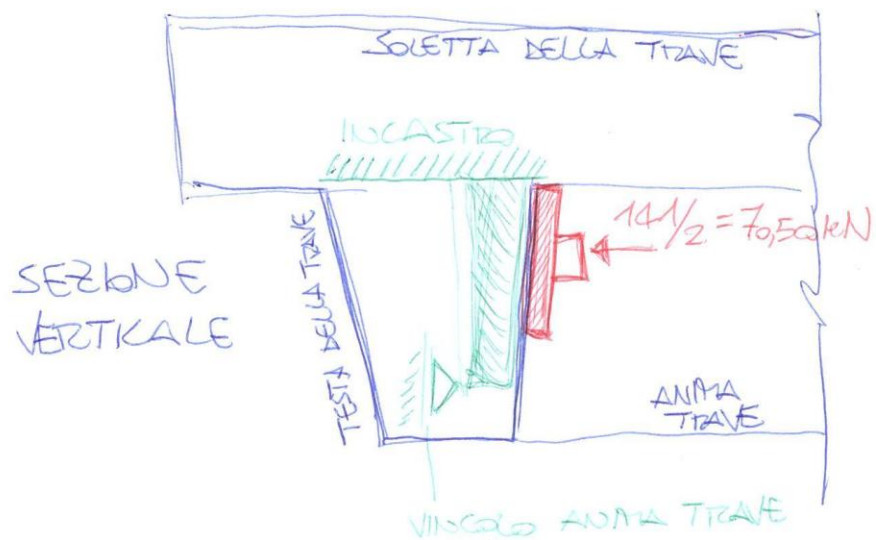 SOLETTA DELLA TRAVE
INCASTRO
141/2 = 70,50 kN
TESTA DELLA TRAVE
SEZIONE
VERTICALE
ANIMA
TRAVE
VINCOLO ANIMA TRAVE